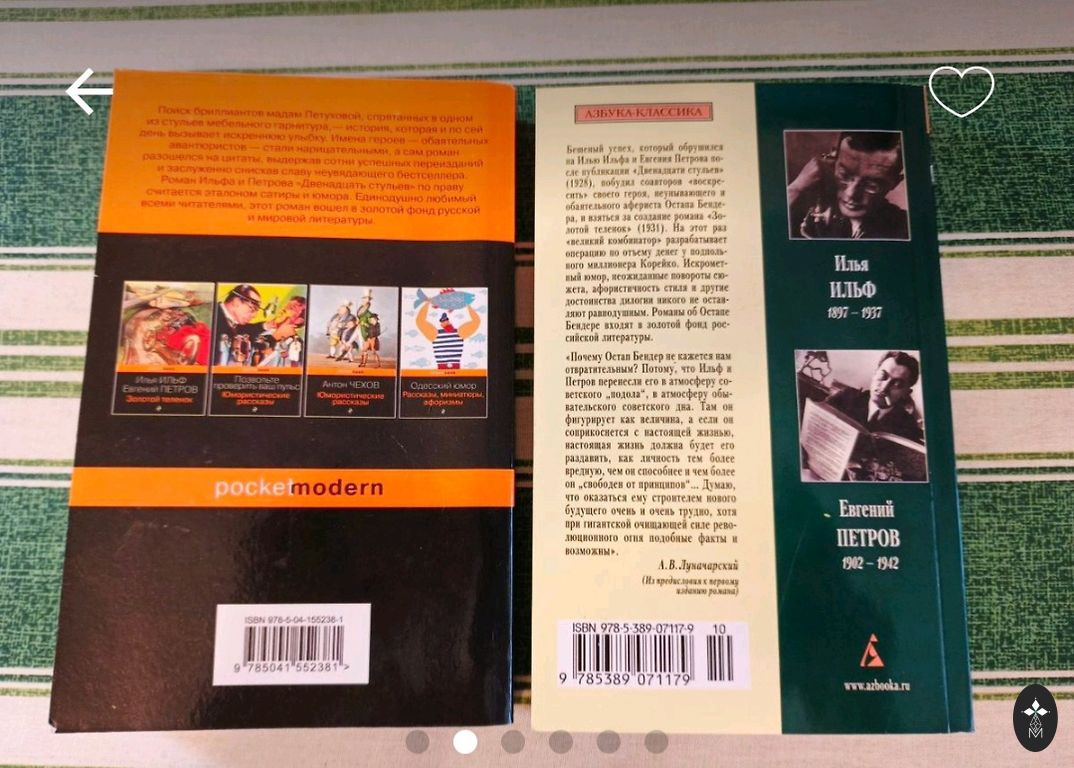 Поиск бриллиантов мадам Петуховой, спрятанных в одном
из стульев мебельного гарнитура,— история, которая и по сей
день вызывает искреннюю улыбку. Имена героев — обаятельных
авантюристов — стали нарицательными, а сам роман
разошелся на цитаты, выдержав сотни успешных переизданий
и заслуженно снискав славу неувядающего бестселлера.
Роман Ильфа и Петрова «Двенадцать стульев» по праву
считается эталоном сатиры и юмора. Единодушно любимый
всеми читателями, этот роман вошел в золотой фонд русской
и мировой литературы.
Илья ИЛЬФ
Евгений ПЕТРОВ
Золотой теленок
Позвольте
проверить ваш пульс
Юмористические
рассказы
Антон ЧЕХОВ
Юмористические
рассказы
Одесский юмор
Рассказы, миниатюры,
афоризмы
pocketmodern
ISBN 978-5-04-155238-1
9 785041 552381 >
АЗБУКА-КЛАССИКА
Бешеный успех, который обрушился
на Илью Ильфа и Евгения Петрова по-
сле публикации «Двенадцати стульев»
(1928), побудил соавторов «воскре-
сить» своего героя, неунывающего и
обаятельного афериста Остапа Бенде-
ра, и взяться за создание романа «Зо-
лотой теленок» (1931). На этот раз
«великий комбинатор» разрабатывает
операцию по отъему денег у подполь-
ного миллионера Корейко. Искромет-
ный юмор, неожиданные повороты сю-
жета, афористичность стиля и другие
достоинства дилогии никого не остав-
ляют равнодушным. Романы об Остапе
Бендере входят в золотой фонд рос-
сийской литературы.
«Почему Остап Бендер не кажется нам
отвратительным? Потому, что Ильф и
Петров перенесли его в атмосферу со-
ветского „подола", в атмосферу обы-
вательского советского дна. Там он
фигурирует как величина, а если он
соприкоснется с настоящей жизнью,
настоящая жизнь должна будет его
раздавить, как личность тем более
вредную, чем он способнее и чем более
он „свободен от принципов"... Думаю,
что оказаться ему строителем нового
будущего очень и очень трудно, хотя
при гигантской очищающей силе рево-
люционного огня подобные факты и
возможны».
А. В. Луначарский
(Из предисловия к первому
изданию романа)
ISBN 978-5-389-07117-9 10
9 785389 071179
Илья
ИЛЬФ
1897 – 1937
Евгений
ПЕТРОВ
1902 – 1942
www.azbooka.ru
M